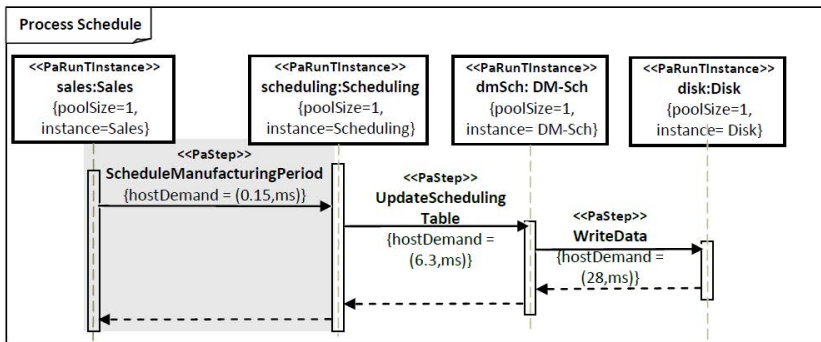 Process Schedule
<<PaRunTInstance>>
sales:Sales
{poolSize=1,
instance=Sales}
<<PaRunTInstance>>
scheduling:Scheduling
{poolSize=1,
instance=Scheduling}
<<PaRunTInstance>>
dmSch: DM-Sch
{poolSize=1,
instance= DM-Sch}
<<PaRunTInstance>>
disk:Disk
{poolSize=1,
instance= Disk}
<<PaStep>>
ScheduleManufacturingPeriod
{hostDemand = (0.15,ms)}
<<PaStep>>
UpdateScheduling
Table
{hostDemand =
(6.3,ms)}
<<PaStep>>
WriteData
{hostDemand =
(28,ms)}